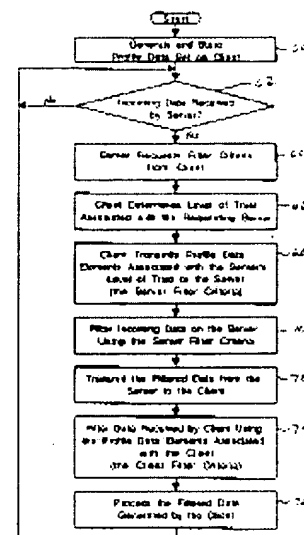 Start
Generate and Store
Profile Data Set on Client
Incoming Data Received
by Server?
No
Server Requests Filter Criteria
from Client
Client Determines Level of Trust
Associated with the Requesting Server
Client Transmits Profile Data
Elements Associated with the Server's
Level of Trust to the Server
(the Server Filter Criteria)
Filter Incoming Data on the Server
Using the Server Filter Criteria
Transmit the Filtered Data from the
Server to the Client
Filter Data Received by Client Using
the Profile Data Elements Associated
with the Client
(the Client Filter Criteria)
Process the Filtered Data
Generated by the Client